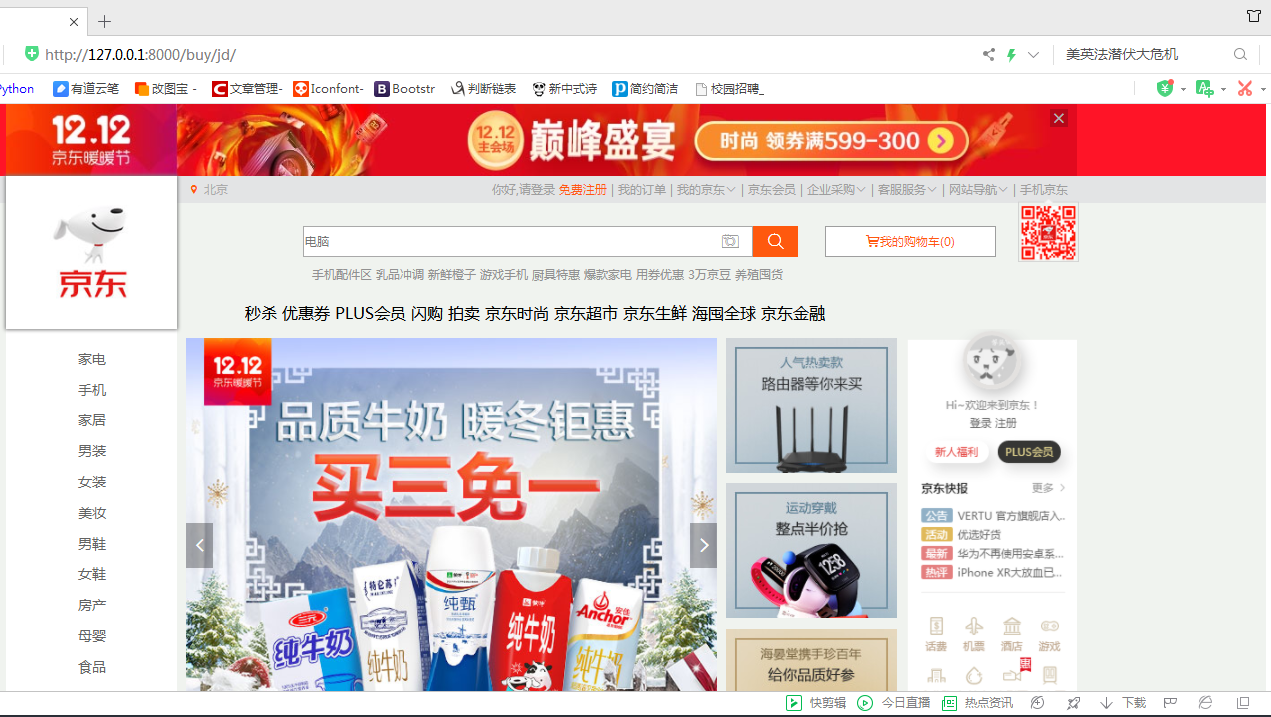 http://127.0.0.1:8000/buy/jd/
美英法潜伏大危机
ython 有道云笔 改图宝 - 文章管理- Iconfont- Bootstr 判断链表 新中式诗 简约简洁 校园招聘_
12.12
京东暖暖节
12.12
主会场
巅峰盛宴
时尚 领券满599-300
北京
你好,请登录 免费注册 | 我的订单 | 我的京东 | 京东会员 | 企业采购 | 客服服务 | 网站导航 | 手机京东
京东
电脑
我的购物车(0)
手机配件区 乳品冲调 新鲜橙子 游戏手机 厨具特惠 爆款家电 用券优惠 3万京豆 养殖囤货
秒杀 优惠券 PLUS会员 闪购 拍卖 京东时尚 京东超市 京东生鲜 海囤全球 京东金融
家电
手机
家居
男装
女装
美妆
男鞋
女鞋
房产
母婴
食品
12.12
京东暖暖节
品质牛奶 暖冬钜惠
买三免一
三元
纯牛奶
特仑苏
纯牛奶
纯甄
蒙牛
纯牛奶
安佳
Anchor
纯牛奶
人气热卖款
路由器等你来买
运动穿戴
整点半价抢
12:58
海晏堂携手珍百年
给你品质好参
Hi~欢迎来到京东！
登录 注册
新人福利 PLUS会员
京东快报 更多
公告 VERTU 官方旗舰店入..
活动 优选好货
最新 华为不再使用安卓系...
热评 iPhone XR大放血已...
话费 机票 酒店 游戏
快剪辑 今日直播 热点资讯 下载